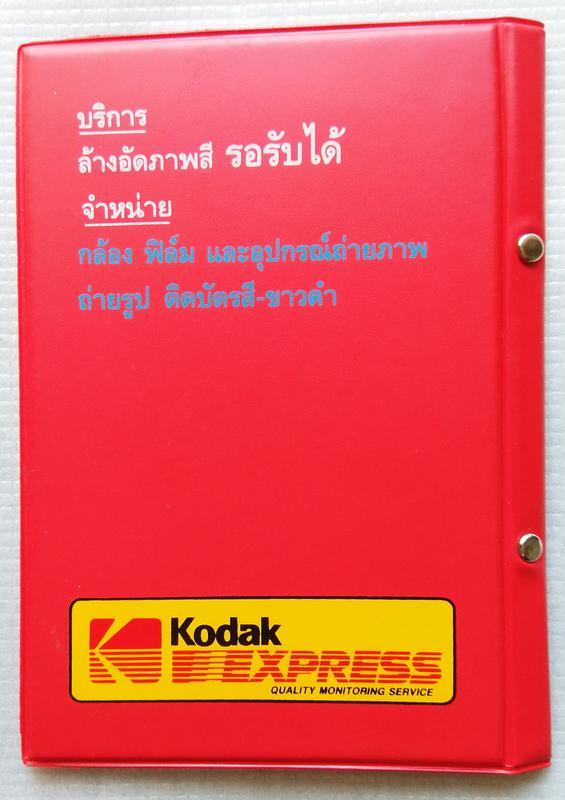 บริการ
ล้างอัดภาพสี รอรับได้
จำหน่าย
กล้อง ฟิล์ม และอุปกรณ์ถ่ายภาพ
ถ่ายรูป ติดบัตรสี-ขาวดำ
Kodak
EXPRESS
QUALITY MONITORING SERVICE